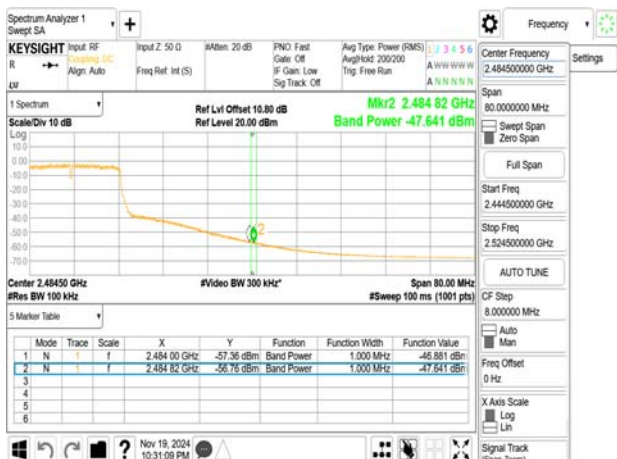 Spectrum Analyzer 1
Swept SA
+
Frequency
KEYSIGHT Input: RF Input Z: 50 Ω #Atten: 20 dB PNO: Fast Avg Type: Power (RMS) 1 2 3 4 5 6
R Coupling: DC Gate: Off Avg|Hold: 200/200 A W W W W W
Align: Auto Freq Ref: Int (S) IF Gain: Low Trig: Free Run
LXI Sig Track: Off A N N N N N
1 Spectrum
Ref Lvl Offset 10.80 dB Mkr2 2.484 82 GHz
Scale/Div 10 dB Ref Level 20.00 dBm Band Power -47.641 dBm
Log
10.0
0.00
-10.0
-20.0
-30.0
-40.0
-50.0
-60.0
-70.0
2
Center 2.48450 GHz #Video BW 300 kHz* Span 80.00 MHz
#Res BW 100 kHz #Sweep 100 ms (1001 pts)
5 Marker Table
Mode Trace Scale X Y Function Function Width Function Value
1 N 1 f 2.484 00 GHz -57.36 dBm Band Power 1.000 MHz -46.881 dBm
2 N 1 f 2.484 82 GHz -56.76 dBm Band Power 1.000 MHz -47.641 dBm
3
4
5
6
?
Nov 19, 2024
10:31:09 PM
Center Frequency
2.484500000 GHz
Settings
Span
80.0000000 MHz
Swept Span
Zero Span
Full Span
Start Freq
2.444500000 GHz
Stop Freq
2.524500000 GHz
AUTO TUNE
CF Step
8.000000 MHz
Auto
Man
Freq Offset
0 Hz
X Axis Scale
Log
Lin
Signal Track
(Span Zoom)